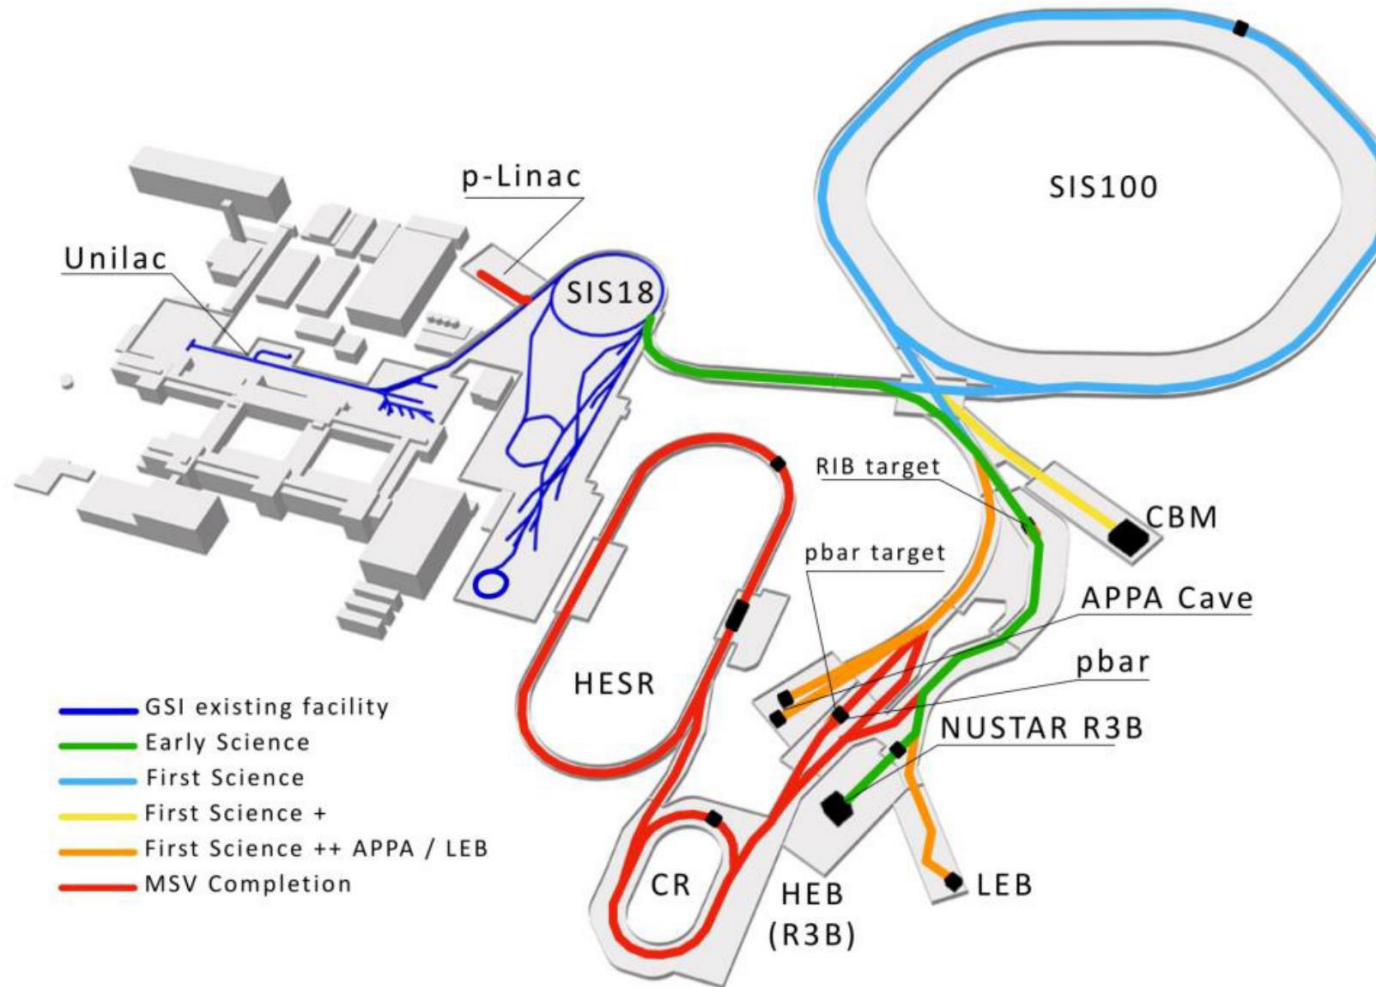 p-Linac
SIS100
Unilac
SIS18
RIB target
CBM
pbar target
APPA Cave
pbar
HESR
NUSTAR R3B
GSI existing facility
Early Science
First Science
First Science +
First Science ++ APPA / LEB
MSV Completion
CR
HEB
(R3B)
LEB